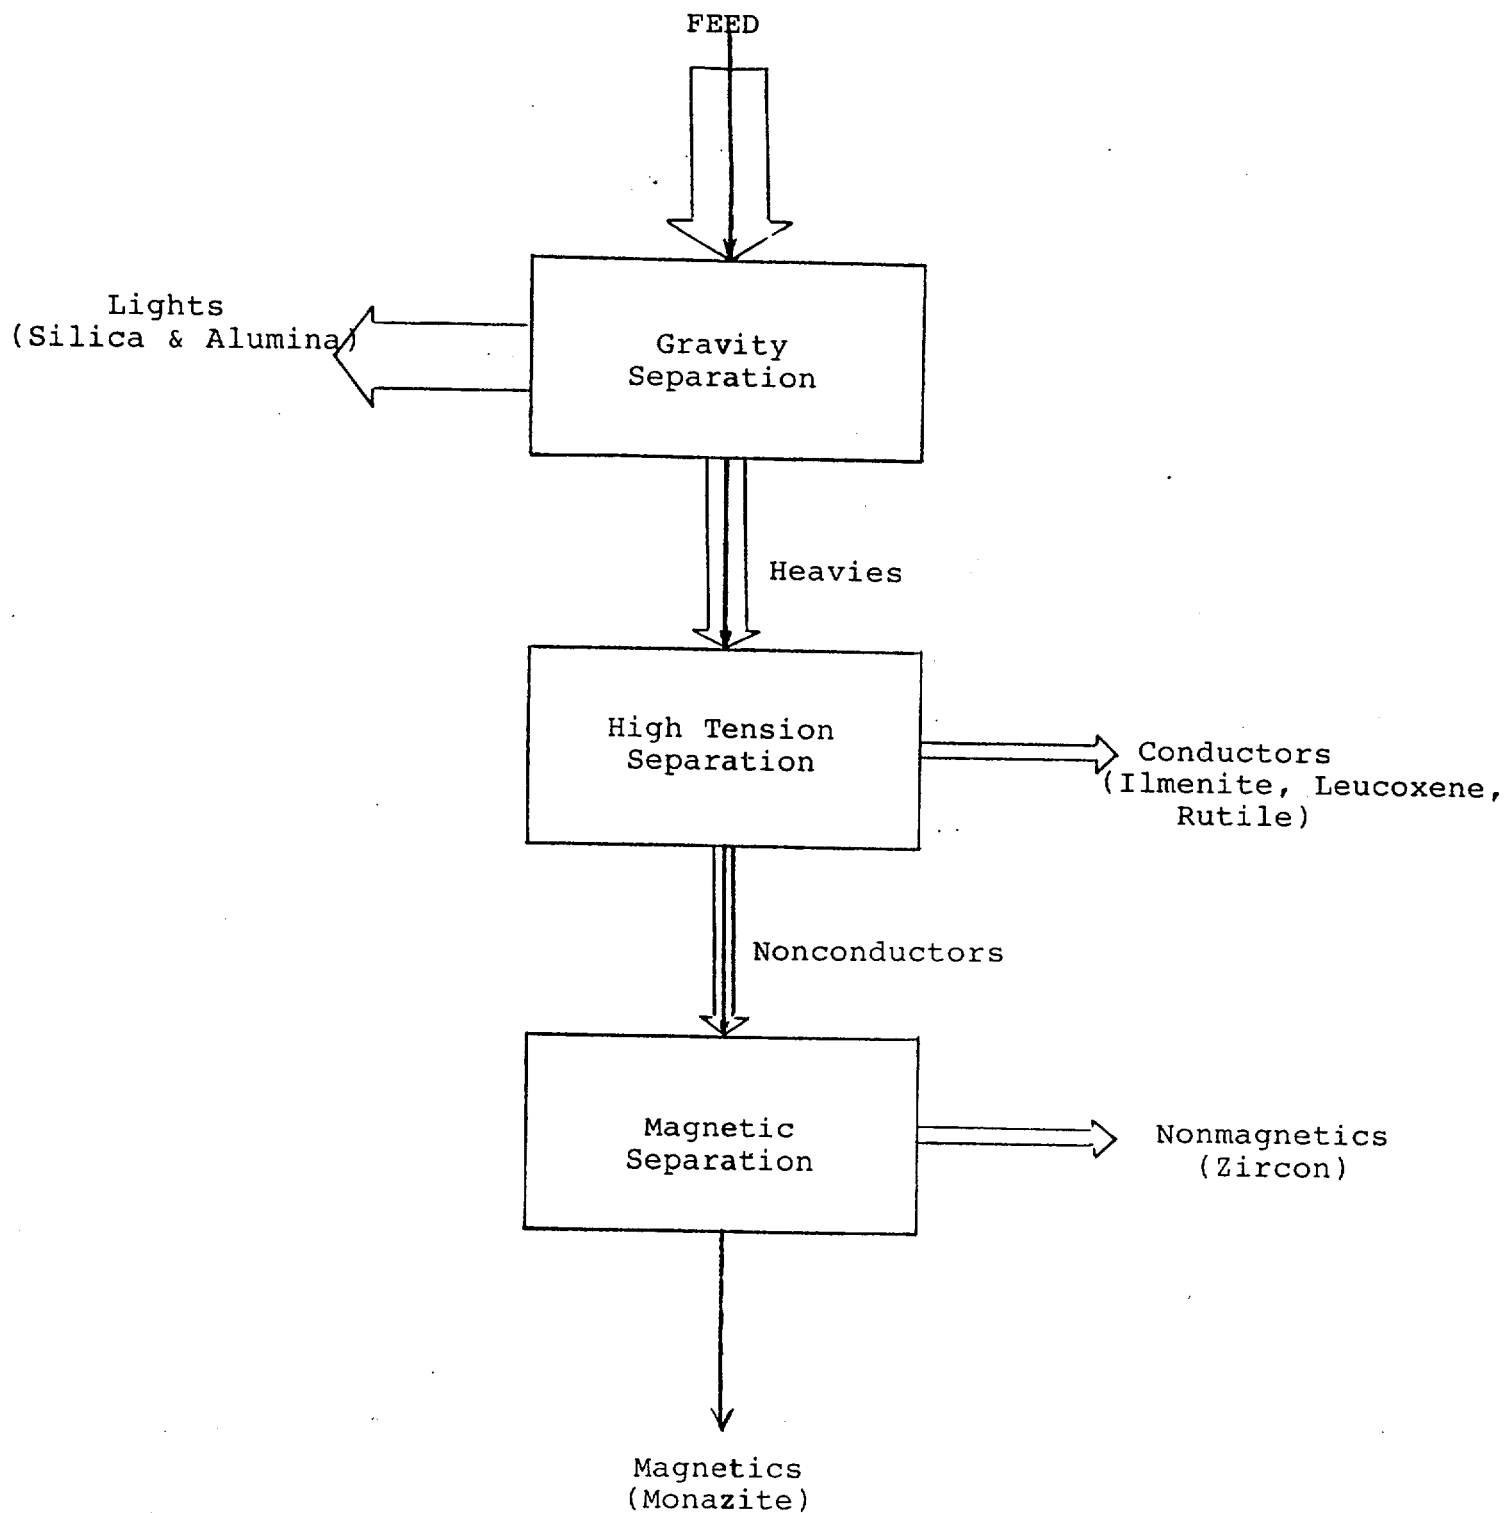 FEED
Lights
(Silica & Alumina)
Gravity
Separation
Heavies
High Tension
Separation
Conductors
(Ilmenite, Leucoxene,
Rutile)
Nonconductors
Magnetic
Separation
Nonmagnetics
(Zircon)
Magnetics
(Monazite)